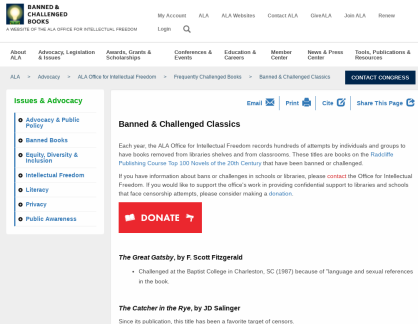 BANNED &
CHALLENGED
BOOKS
A WEBSITE OF THE ALA OFFICE FOR INTELLECTUAL FREEDOM
My Account ALA ALA Websites Contact ALA GiveALA Join ALA Renew
Login
About ALA
Advocacy, Legislation & Issues
Awards, Grants & Scholarships
Conferences & Events
Education & Careers
Member Center
News & Press Center
Tools, Publications & Resources
ALA > Advocacy > ALA Office for Intellectual Freedom > Frequently Challenged Books > Banned & Challenged Classics
CONTACT CONGRESS
Issues & Advocacy
Advocacy & Public
Policy
Banned Books
Equity, Diversity &
Inclusion
Intellectual Freedom
Literacy
Privacy
Public Awareness
Email Print Cite Share This Page
Banned & Challenged Classics
Each year, the ALA Office for Intellectual Freedom records hundreds of attempts by individuals and groups to
have books removed from libraries shelves and from classrooms. These titles are books on the Radcliffe
Publishing Course Top 100 Novels of the 20th Century that have been banned or challenged.
If you have information about bans or challenges in schools or libraries, please contact the Office for Intellectual
Freedom. If you would like to support the office's work in providing confidential support to libraries and schools
that face censorship attempts, please consider making a donation.
DONATE
The Great Gatsby, by F. Scott Fitzgerald
• Challenged at the Baptist College in Charleston, SC (1987) because of "language and sexual references
in the book.
The Catcher in the Rye, by JD Salinger
Since its publication, this title has been a favorite target of censors.